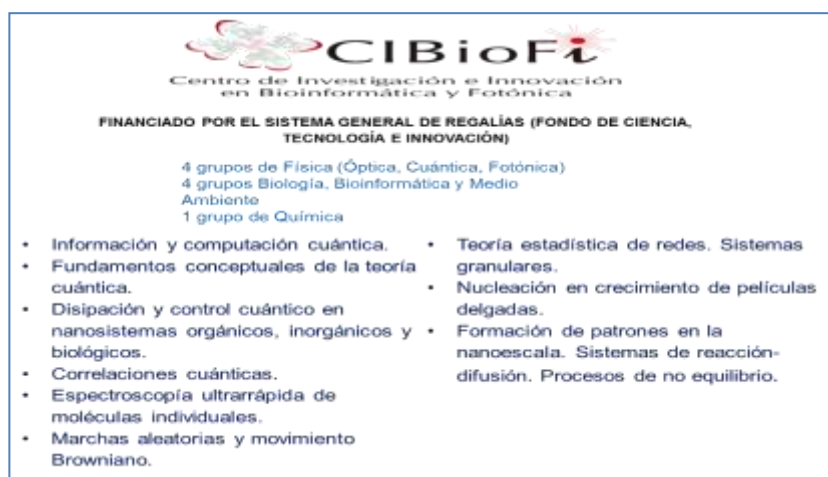 CIBioFi
Centro de Investigación e Innovación
en Bioinformática y Fotónica
FINANCIADO POR EL SISTEMA GENERAL DE REGALÍAS (FONDO DE CIENCIA,
TECNOLOGÍA E INNOVACIÓN)
4 grupos de Física (Óptica, Cuántica, Fotónica)
4 grupos Biología, Bioinformática y Medio
Ambiente
1 grupo de Química
• Información y computación cuántica.
• Fundamentos conceptuales de la teoría
cuántica.
• Disipación y control cuántico en
nanosistemas orgánicos, inorgánicos y
biológicos.
• Correlaciones cuánticas.
• Espectroscopía ultrarrápida de
moléculas individuales.
• Marchas aleatorias y movimiento
Browniano.
• Teoría estadística de redes. Sistemas
granulares.
• Nucleación en crecimiento de películas
delgadas.
• Formación de patrones en la
nanoescala. Sistemas de reacción-
difusión. Procesos de no equilibrio.